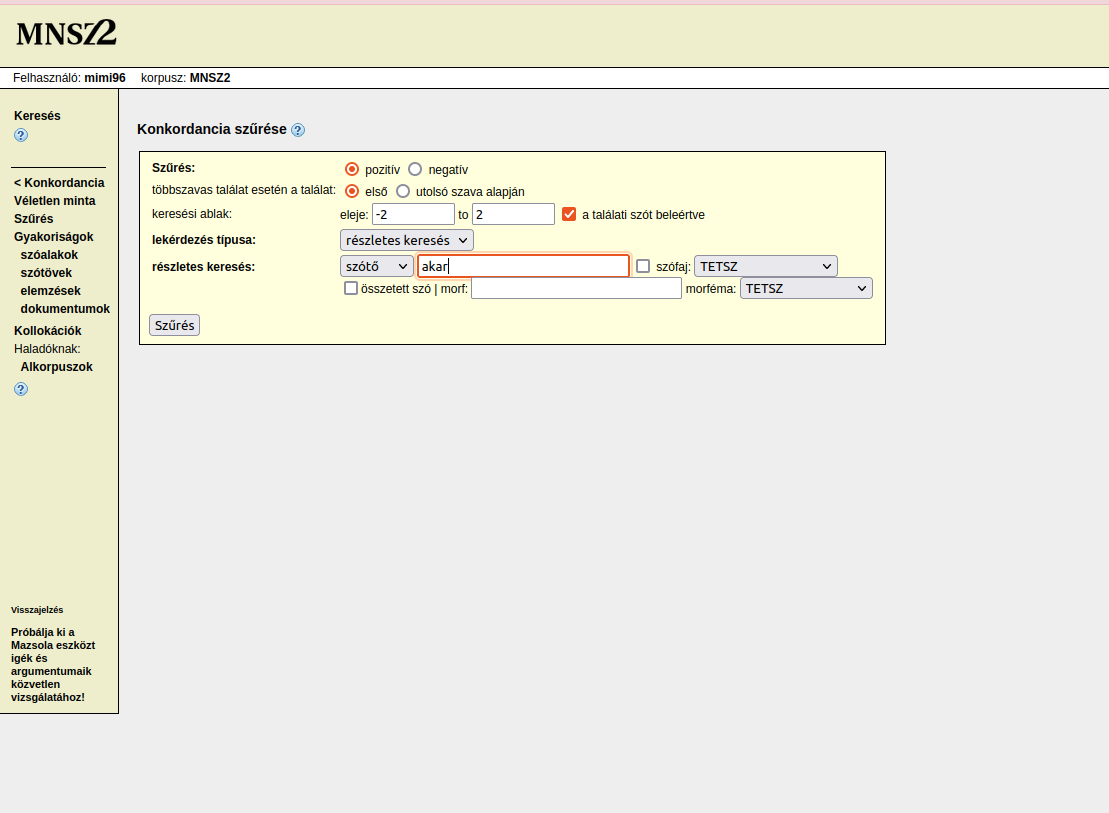 MNSZ2
Felhasználó: mimi96 korpusz: MNSZ2
Keresés
?
< Konkordancia
Véletlen minta
Szűrés
Gyakoriságok
szóalakok
szótövek
elemzések
dokumentumok
Kollokációk
Haladóknak:
Alkorpuszok
?
Visszajelzés
Próbálja ki a
Mazsola eszközt
igék és
argumentumaik
közvetlen
vizsgálatához!
Konkordancia szűrése ?
Szűrés: pozitív negatív
többszavas találat esetén a találat: első utolsó szava alapján
keresési ablak: eleje: -2 to 2 a találati szót beleértve
lekérdezés típusa: részletes keresés
részletes keresés: szótő akar szófaj: TETSZ
összetett szó | morf: morféma: TETSZ
Szűrés